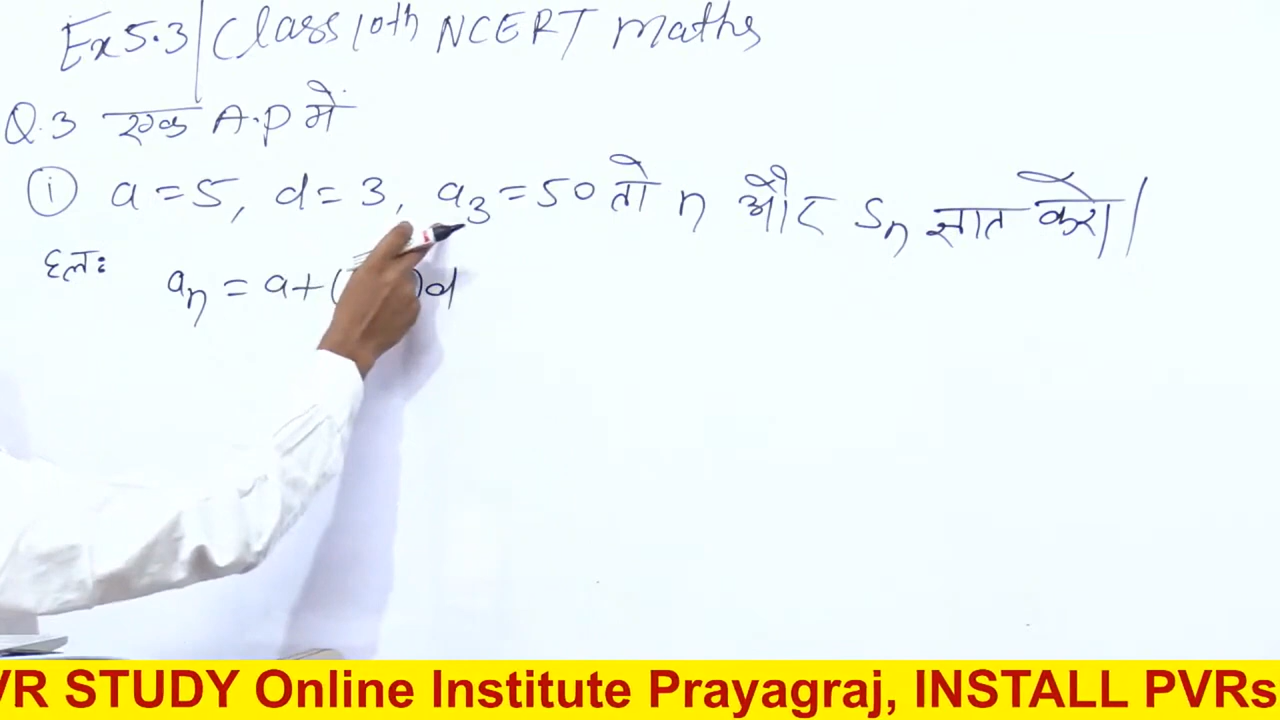 Ex 5.3 | Class 10th NCERT maths
Q.3 एक A.P में
(i) a = 5, d = 3, a3 = 50 तो n और Sn ज्ञात करो |
हलः
an = a + ( )d
VR STUDY Online Institute Prayagraj, INSTALL PVRs